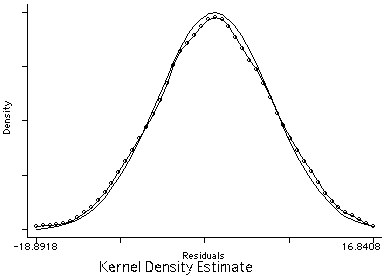 Density
-18.8918
16.8408
Residuals
Kernel Density Estimate